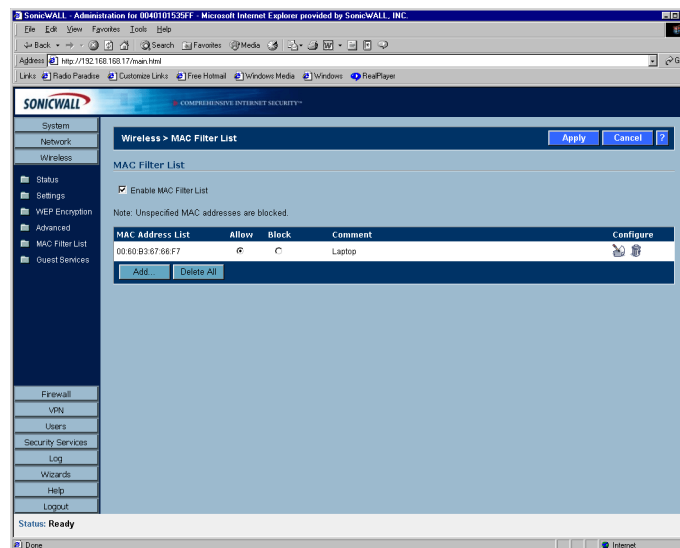 SonicWALL - Administration for 0040101535FF - Microsoft Internet Explorer provided by SonicWALL, INC.
File Edit View Favorites Tools Help
Back Search Favorites Media
Address http://192.168.168.17/main.html
Links Radio Paradise Customize Links Free Hotmail Windows Media Windows RealPlayer
SONICWALL COMPREHENSIVE INTERNET SECURITY™
System
Network
Wireless
Status
Settings
WEP Encryption
Advanced
MAC Filter List
Guest Services
Firewall
VPN
Users
Security Services
Log
Wizards
Help
Logout
Wireless > MAC Filter List Apply Cancel ?
MAC Filter List
Enable MAC Filter List
Note: Unspecified MAC addresses are blocked.
MAC Address List Allow Block Comment Configure
00:60:B3:67:66:F7 Laptop
Add... Delete All
Status: Ready
Done Internet